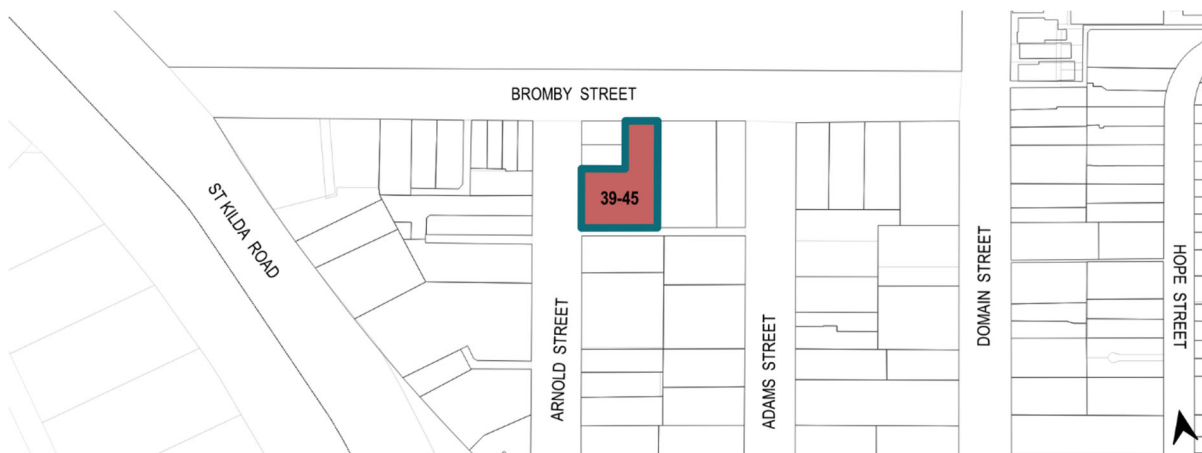 BROMBY STREET
ST KILDA ROAD
39-45
ARNOLD STREET
ADAMS STREET
DOMAIN STREET
HOPE STREET